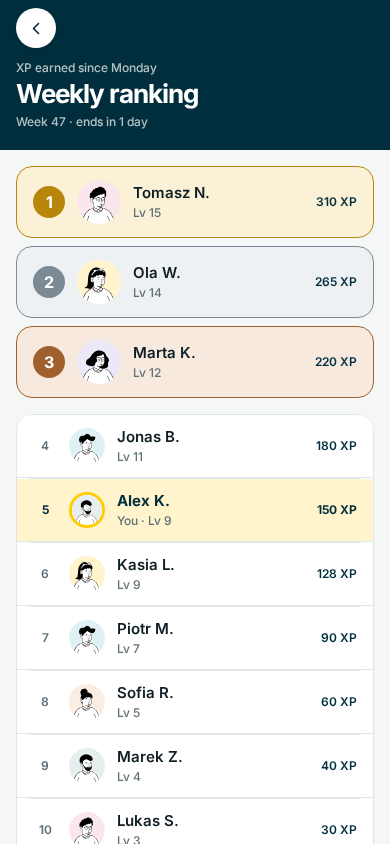 XP earned since Monday
Weekly ranking
Week 47 · ends in 1 day
1
Tomasz N.
Lv 15
310 XP
2
Ola W.
Lv 14
265 XP
3
Marta K.
Lv 12
220 XP
4
Jonas B.
Lv 11
180 XP
5
Alex K.
You · Lv 9
150 XP
6
Kasia L.
Lv 9
128 XP
7
Piotr M.
Lv 7
90 XP
8
Sofia R.
Lv 5
60 XP
9
Marek Z.
Lv 4
40 XP
10
Lukas S.
Lv 3
30 XP